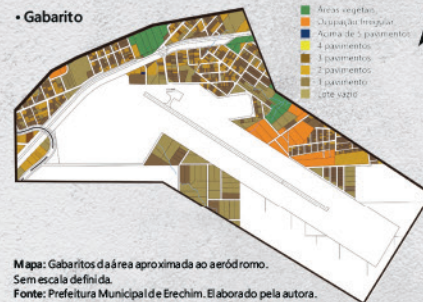 • Gabarito
Áreas vegetais
Ocupação Irregular
Acima de 5 pavimentos
4 pavimentos
3 pavimentos
2 pavimentos
1 pavimento
Lote vazio
Mapa: Gabaritos da área aproximada ao aeródromo.
Sem escala definida.
Fonte: Prefeitura Municipal de Erechim. Elaborado pela autora.